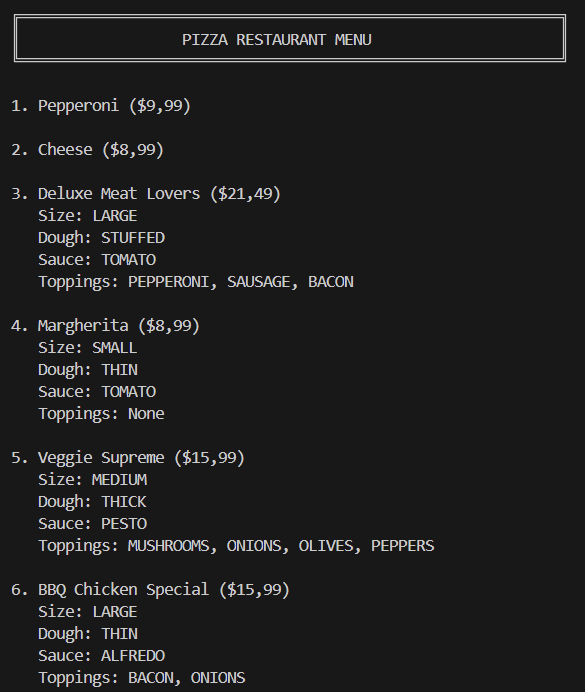 PIZZA RESTAURANT MENU
1. Pepperoni ($9,99)
2. Cheese ($8,99)
3. Deluxe Meat Lovers ($21,49)
Size: LARGE
Dough: STUFFED
Sauce: TOMATO
Toppings: PEPPERONI, SAUSAGE, BACON
4. Margherita ($8,99)
Size: SMALL
Dough: THIN
Sauce: TOMATO
Toppings: None
5. Veggie Supreme ($15,99)
Size: MEDIUM
Dough: THICK
Sauce: PESTO
Toppings: MUSHROOMS, ONIONS, OLIVES, PEPPERS
6. BBQ Chicken Special ($15,99)
Size: LARGE
Dough: THIN
Sauce: ALFREDO
Toppings: BACON, ONIONS